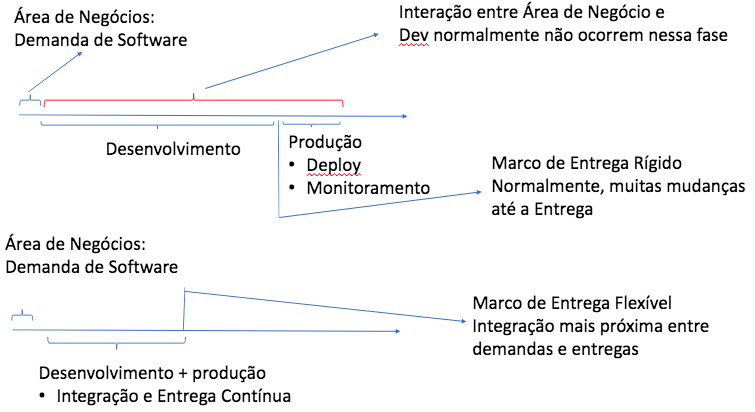 Área de Negócios:
Demanda de Software
Interação entre Área de Negócio e
Dev normalmente não ocorrem nessa fase
Desenvolvimento
Produção
• Deploy
• Monitoramento
Marco de Entrega Rígido
Normalmente, muitas mudanças
até a Entrega
Área de Negócios:
Demanda de Software
Marco de Entrega Flexível
Integração mais próxima entre
demandas e entregas
Desenvolvimento + produção
• Integração e Entrega Contínua